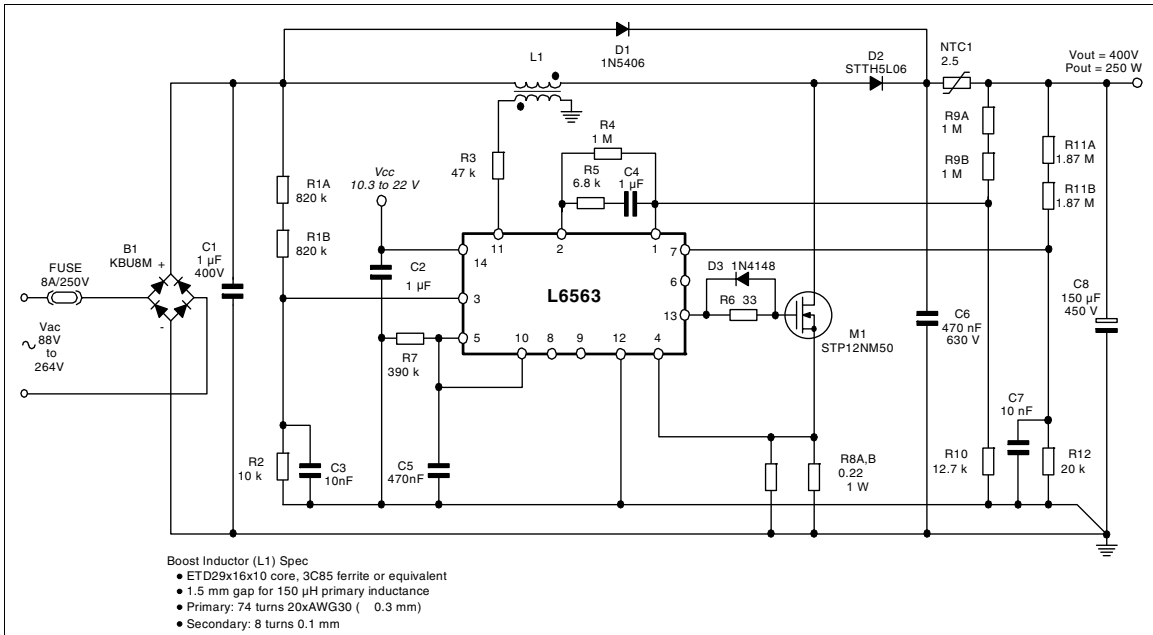 D1
1N5406
L1
D2
STTH5L06
NTC1
2.5
Vout = 400V
Pout = 250 W
R4
1 M
R9A
1 M
R3
47 k
R5
6.8 k
C4
1 µF
R11A
1.87 M
Vcc
10.3 to 22 V
R9B
1 M
R1A
820 k
R11B
1.87 M
B1
KBU8M
+
-
C1
1 µF
400V
R1B
820 k
11
2
1
14
7
FUSE
8A/250V
C2
1 µF
D3 1N4148
3
L6563
6
R6 33
13
C8
150 µF
450 V
Vac
88V
to
264V
5
10
8
9
12
4
M1
STP12NM50
C6
470 nF
630 V
R7
390 k
C7
10 nF
R2
10 k
C3
10nF
C5
470nF
R8A,B
0.22
1 W
R10
12.7 k
R12
20 k
Boost Inductor (L1) Spec
● ETD29x16x10 core, 3C85 ferrite or equivalent
● 1.5 mm gap for 150 µH primary inductance
● Primary: 74 turns 20xAWG30 ( 0.3 mm)
● Secondary: 8 turns 0.1 mm